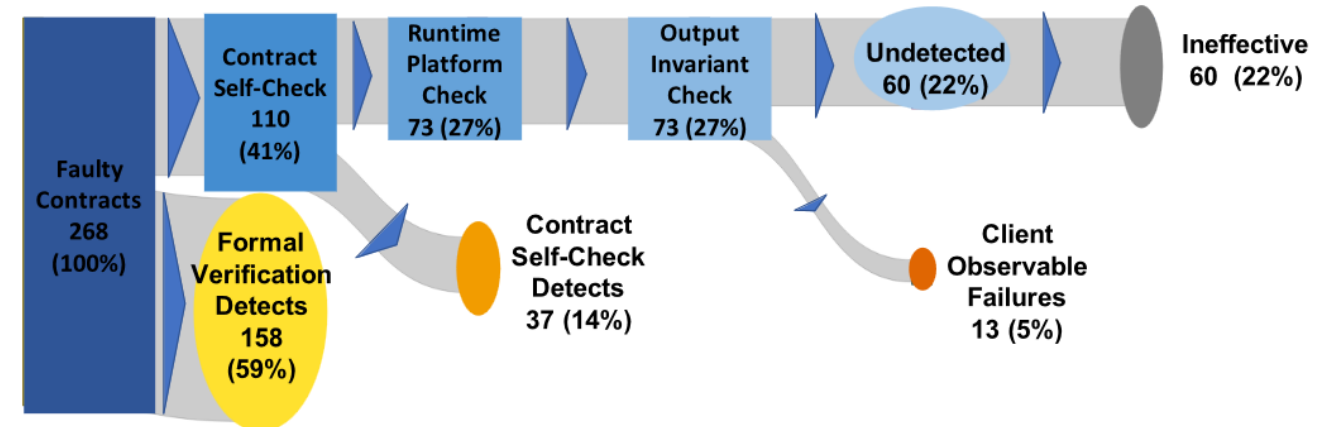 Faulty
Contracts
268
(100%)
Contract
Self-Check
110
(41%)
Runtime
Platform
Check
73 (27%)
Output
Invariant
Check
73 (27%)
Undetected
60 (22%)
Ineffective
60 (22%)
Formal
Verification
Detects
158
(59%)
Contract
Self-Check
Detects
37 (14%)
Client
Observable
Failures
13 (5%)